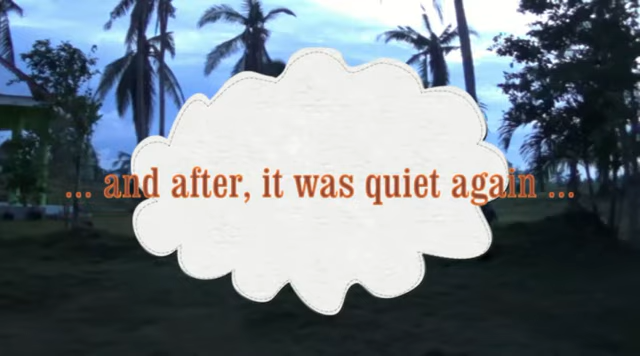 ... and after, it was quiet again ...